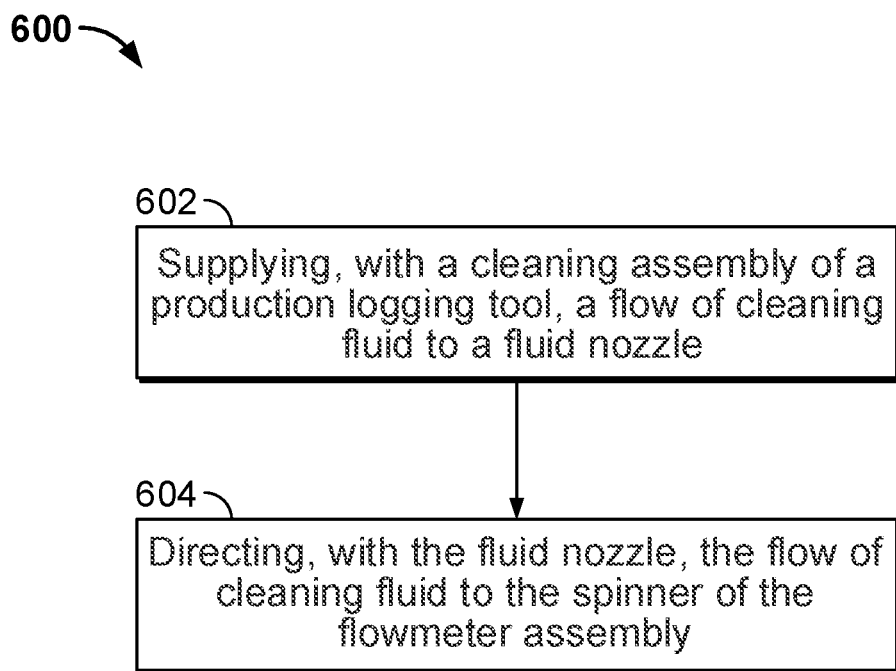 600
602
Supplying, with a cleaning assembly of a
production logging tool, a flow of cleaning
fluid to a fluid nozzle
604
Directing, with the fluid nozzle, the flow of
cleaning fluid to the spinner of the
flowmeter assembly